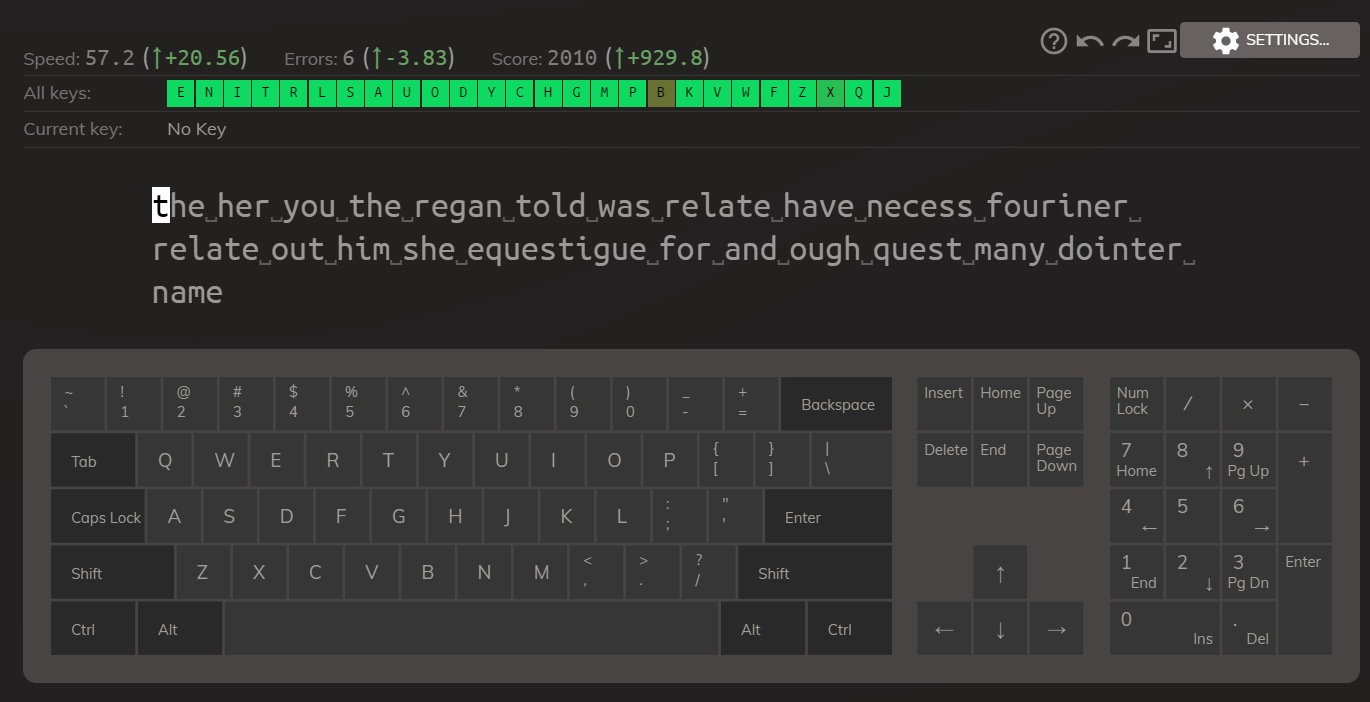 Speed: 57.2 (↑+20.56) Errors: 6 (↑-3.83) Score: 2010 (↑+929.8) ? SETTINGS...
All keys: E N I T R L S A U O D Y C H G M P B K V W F Z X Q J
Current key: No Key
the␣her␣you␣the␣regan␣told␣was␣relate␣have␣necess␣fouriner␣
relate␣out␣him␣she␣equestigue␣for␣and␣ough␣quest␣many␣dointer␣
name
~ ! @ # $ % ^ & * ( ) _ +
` 1 2 3 4 5 6 7 8 9 0 - = Backspace
Insert Home Page Up
Num Lock / × −
Tab Q W E R T Y U I O P { [ } ] | \
Delete End Page Down
7 Home 8 ↑ 9 Pg Up +
Caps Lock A S D F G H J K L : ; " ' Enter
4 ← 5 6 →
Shift Z X C V B N M < , > . ? / Shift
↑
1 End 2 ↓ 3 Pg Dn Enter
Ctrl Alt Alt Ctrl
← ↓ →
0 Ins . Del